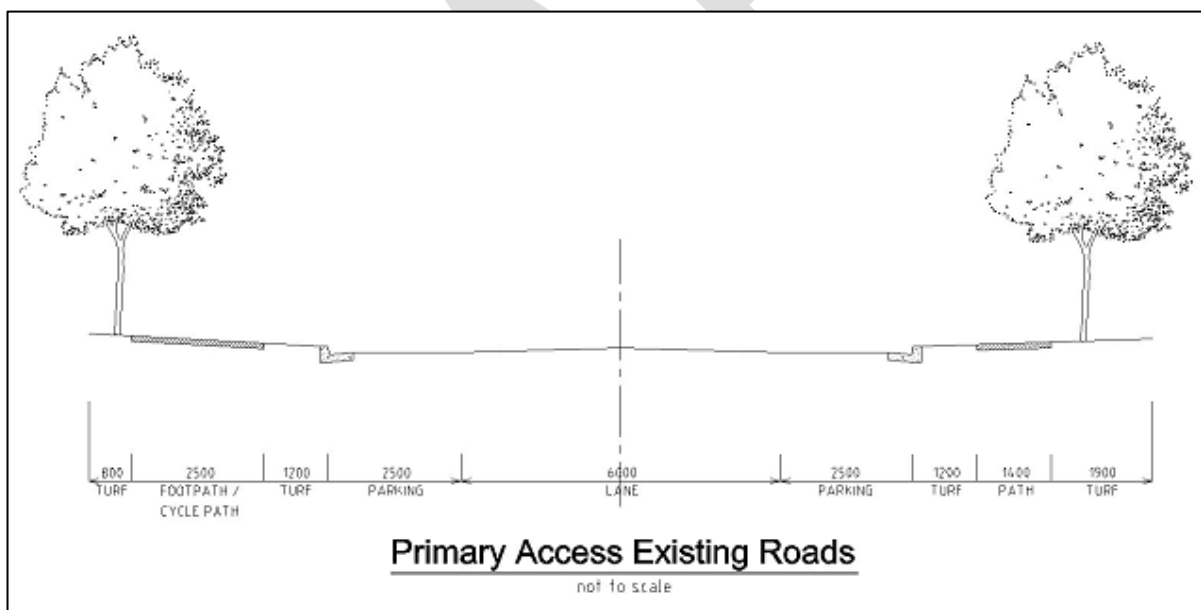 800 2500 1200 2500 6000 2500 1200 1400 1900
TURF FOOTPATH / TURF PARKING LANE PARKING TURF PATH TURF
CYCLE PATH
Primary Access Existing Roads
not to scale